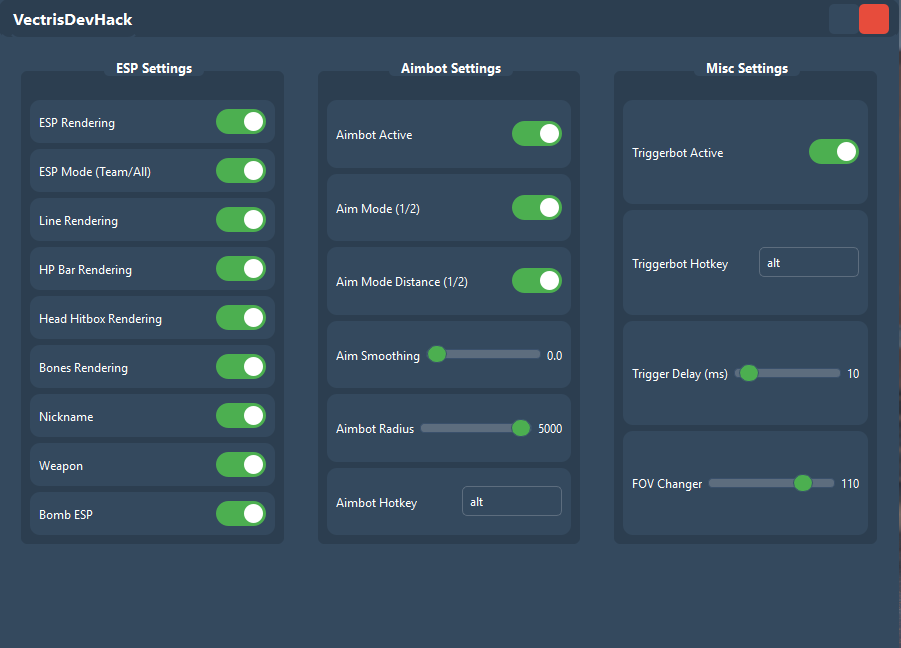 VectrisDevHack
ESP Settings
ESP Rendering
ESP Mode (Team/All)
Line Rendering
HP Bar Rendering
Head Hitbox Rendering
Bones Rendering
Nickname
Weapon
Bomb ESP
Aimbot Settings
Aimbot Active
Aim Mode (1/2)
Aim Mode Distance (1/2)
Aim Smoothing 0.0
Aimbot Radius 5000
Aimbot Hotkey alt
Misc Settings
Triggerbot Active
Triggerbot Hotkey alt
Trigger Delay (ms) 10
FOV Changer 110